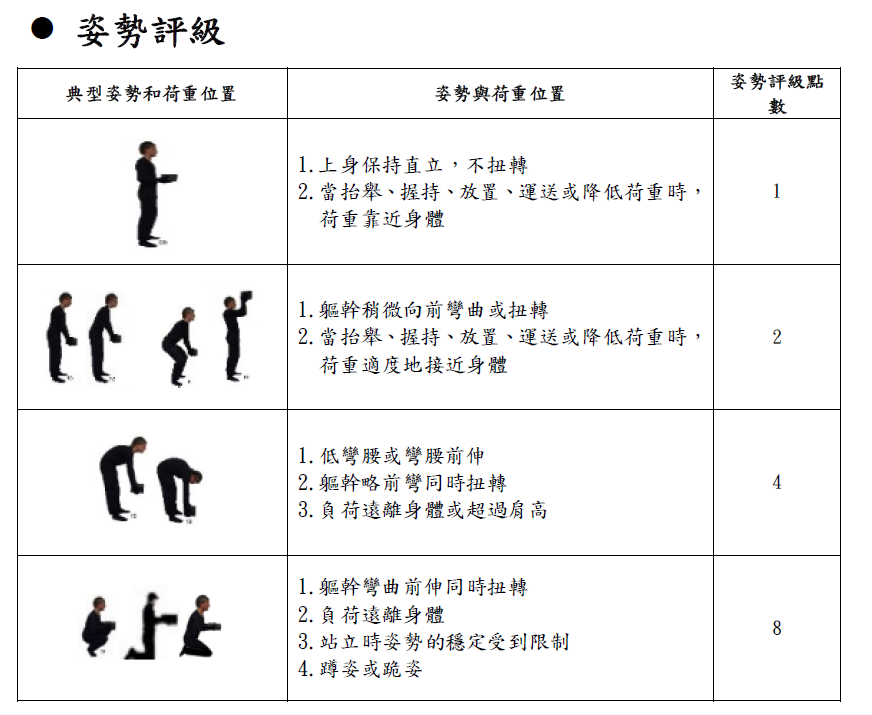 ● 姿勢評級
典型姿勢和荷重位置
姿勢與荷重位置
姿勢評級點
數
1.上身保持直立，不扭轉
2.當抬舉、握持、放置、運送或降低荷重時，
荷重靠近身體
1
1.軀幹稍微向前彎曲或扭轉
2.當抬舉、握持、放置、運送或降低荷重時，
荷重適度地接近身體
2
1.低彎腰或彎腰前伸
2.軀幹略前彎同時扭轉
3.負荷遠離身體或超過肩高
4
1.軀幹彎曲前伸同時扭轉
2.負荷遠離身體
3.站立時姿勢的穩定受到限制
4.蹲姿或跪姿
8